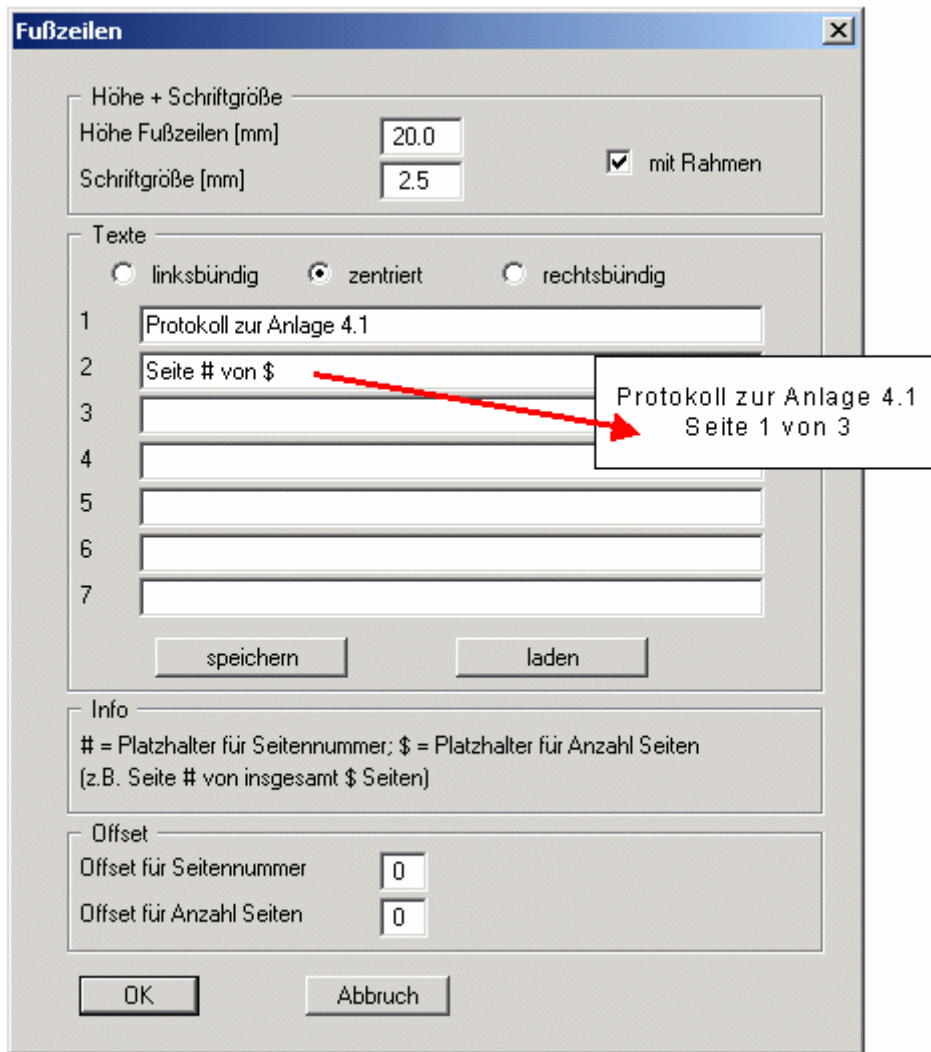 Fußzeilen
Höhe + Schriftgröße
Höhe Fußzeilen [mm] 20.0
mit Rahmen
Schriftgröße [mm] 2.5
Texte
linksbündig zentriert rechtsbündig
1 Protokoll zur Anlage 4.1
2 Seite # von $
Protokoll zur Anlage 4.1
Seite 1 von 3
3
4
5
6
7
speichern laden
Info
# = Platzhalter für Seitennummer; $ = Platzhalter für Anzahl Seiten
(z.B. Seite # von insgesamt $ Seiten)
Offset
Offset für Seitennummer 0
Offset für Anzahl Seiten 0
OK Abbruch